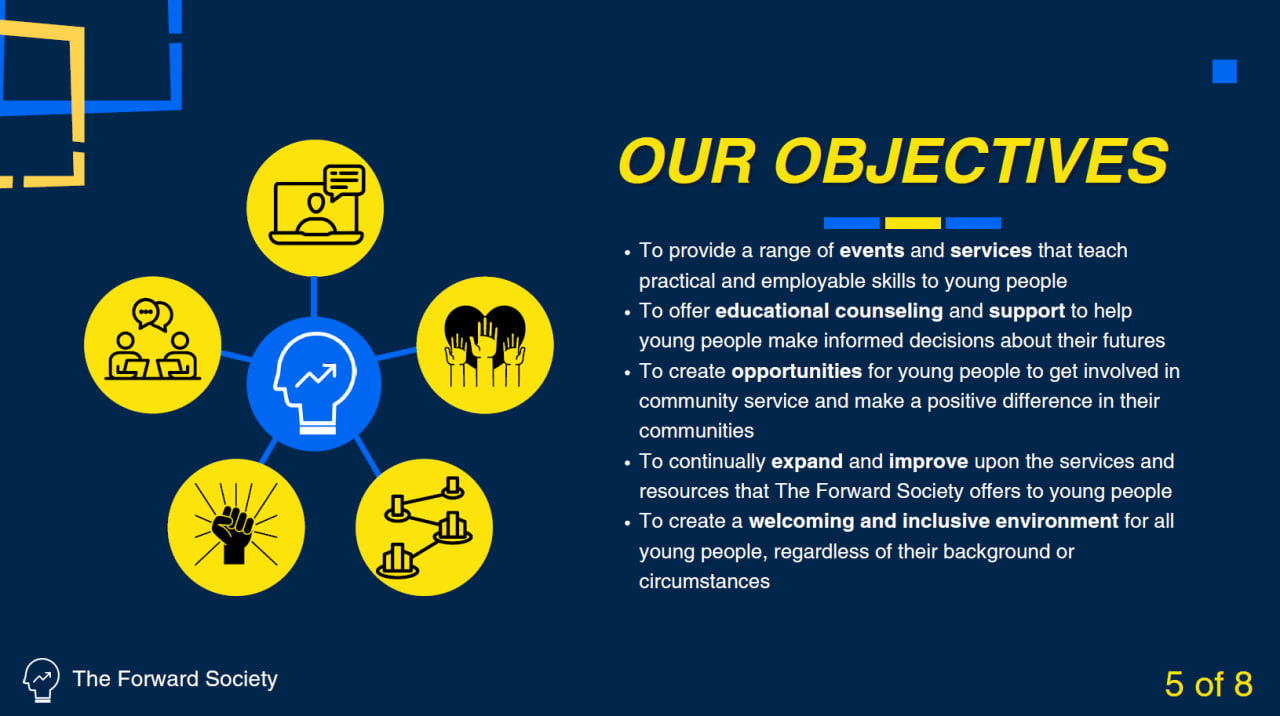 OUR OBJECTIVES
• To provide a range of events and services that teach
practical and employable skills to young people
• To offer educational counseling and support to help
young people make informed decisions about their futures
• To create opportunities for young people to get involved in
community service and make a positive difference in their
communities
• To continually expand and improve upon the services and
resources that The Forward Society offers to young people
• To create a welcoming and inclusive environment for all
young people, regardless of their background or
circumstances
The Forward Society
5 of 8